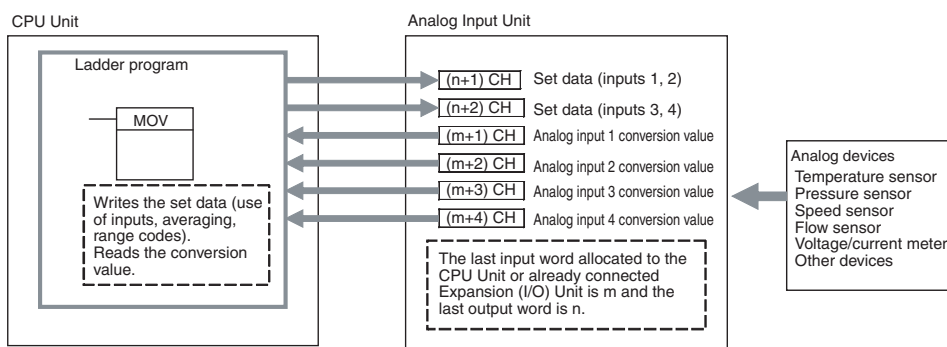 CPU Unit
Analog Input Unit
Ladder program
MOV
Writes the set data (use
of inputs, averaging,
range codes).
Reads the conversion
value.
(n+1) CH Set data (inputs 1, 2)
(n+2) CH Set data (inputs 3, 4)
(m+1) CH Analog input 1 conversion value
(m+2) CH Analog input 2 conversion value
(m+3) CH Analog input 3 conversion value
(m+4) CH Analog input 4 conversion value
The last input word allocated to the
CPU Unit or already connected
Expansion (I/O) Unit is m and the
last output word is n.
Analog devices
Temperature sensor
Pressure sensor
Speed sensor
Flow sensor
Voltage/current meter
Other devices